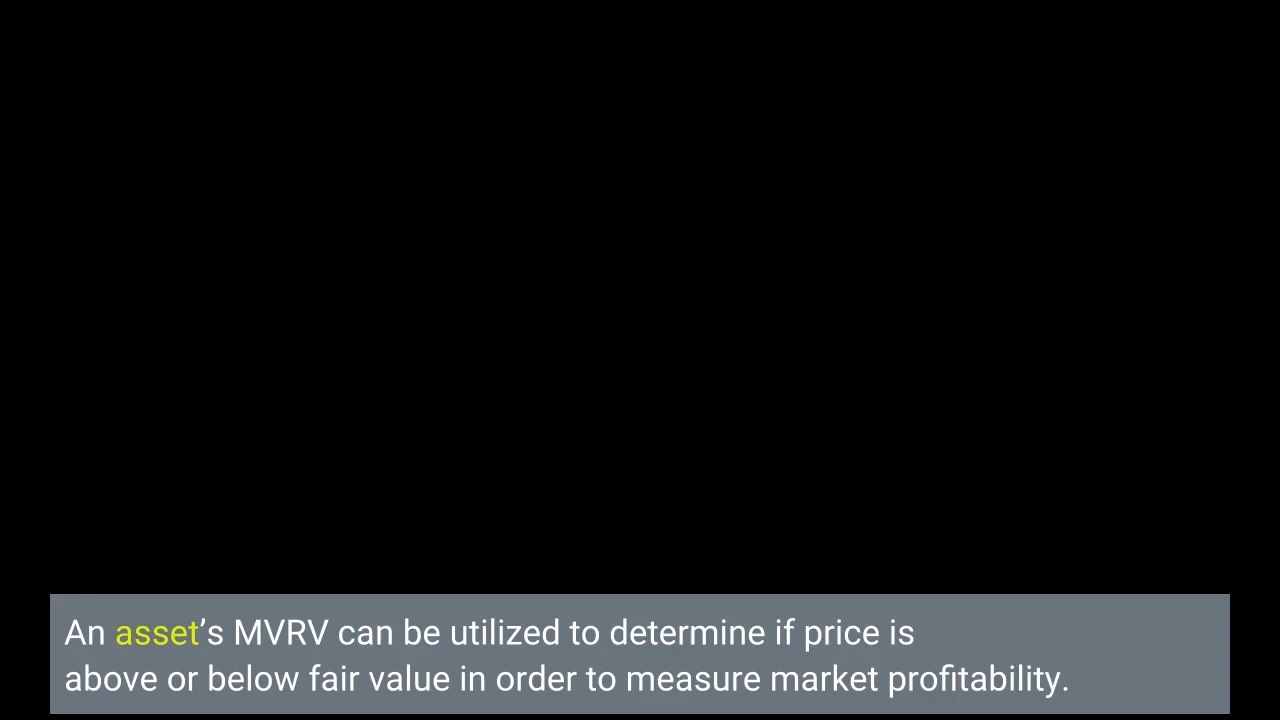 An asset’s MVRV can be utilized to determine if price is
above or below fair value in order to measure market profitability.